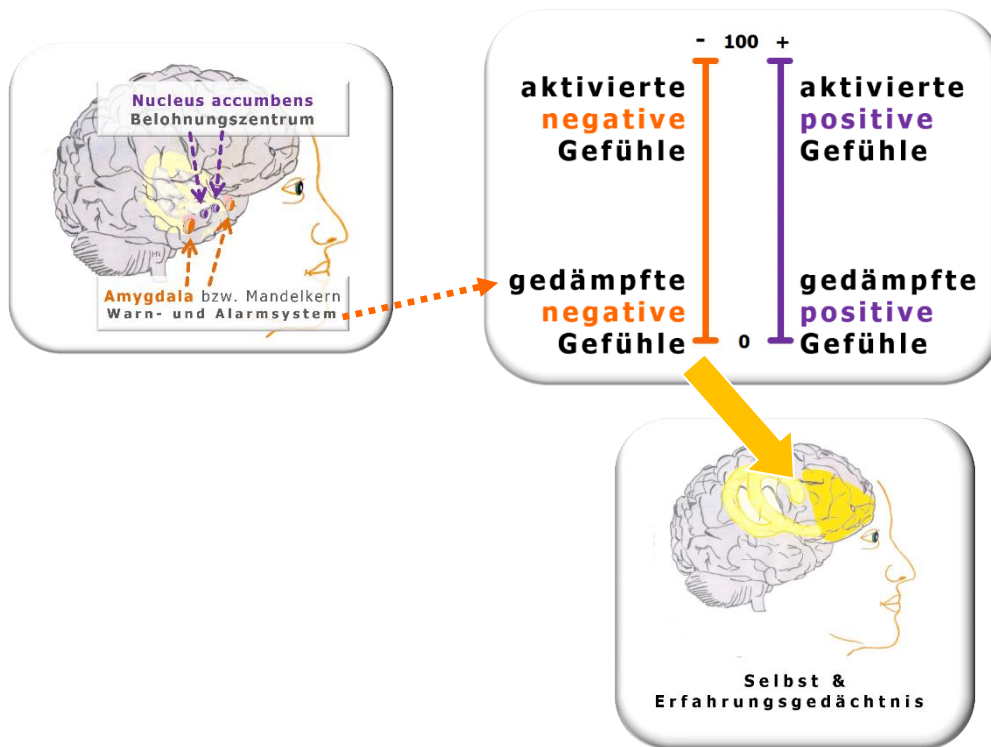 Nucleus accumbens
Belohnungszentrum
Amygdala bzw. Mandelkern
Warn- und Alarmsystem
HN
- 100 +
aktivierte
negative
Gefühle
aktivierte
positive
Gefühle
gedämpfte
negative
Gefühle
0
gedämpfte
positive
Gefühle
Selbst &
Erfahrungsgedächtnis